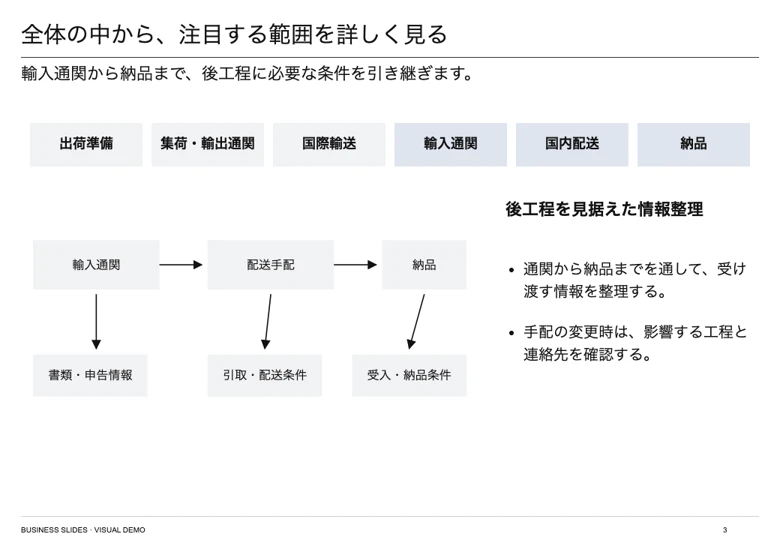 全体の中から、注目する範囲を詳しく見る
輸入通関から納品まで、後工程に必要な条件を引き継ぎます。
出荷準備
集荷・輸出通関
国際輸送
輸入通関
国内配送
納品
輸入通関
配送手配
納品
書類・申告情報
引取・配送条件
受入・納品条件
後工程を見据えた情報整理
• 通関から納品までを通して、受け
渡す情報を整理する。
• 手配の変更時は、影響する工程と
連絡先を確認する。
BUSINESS SLIDES · VISUAL DEMO
3